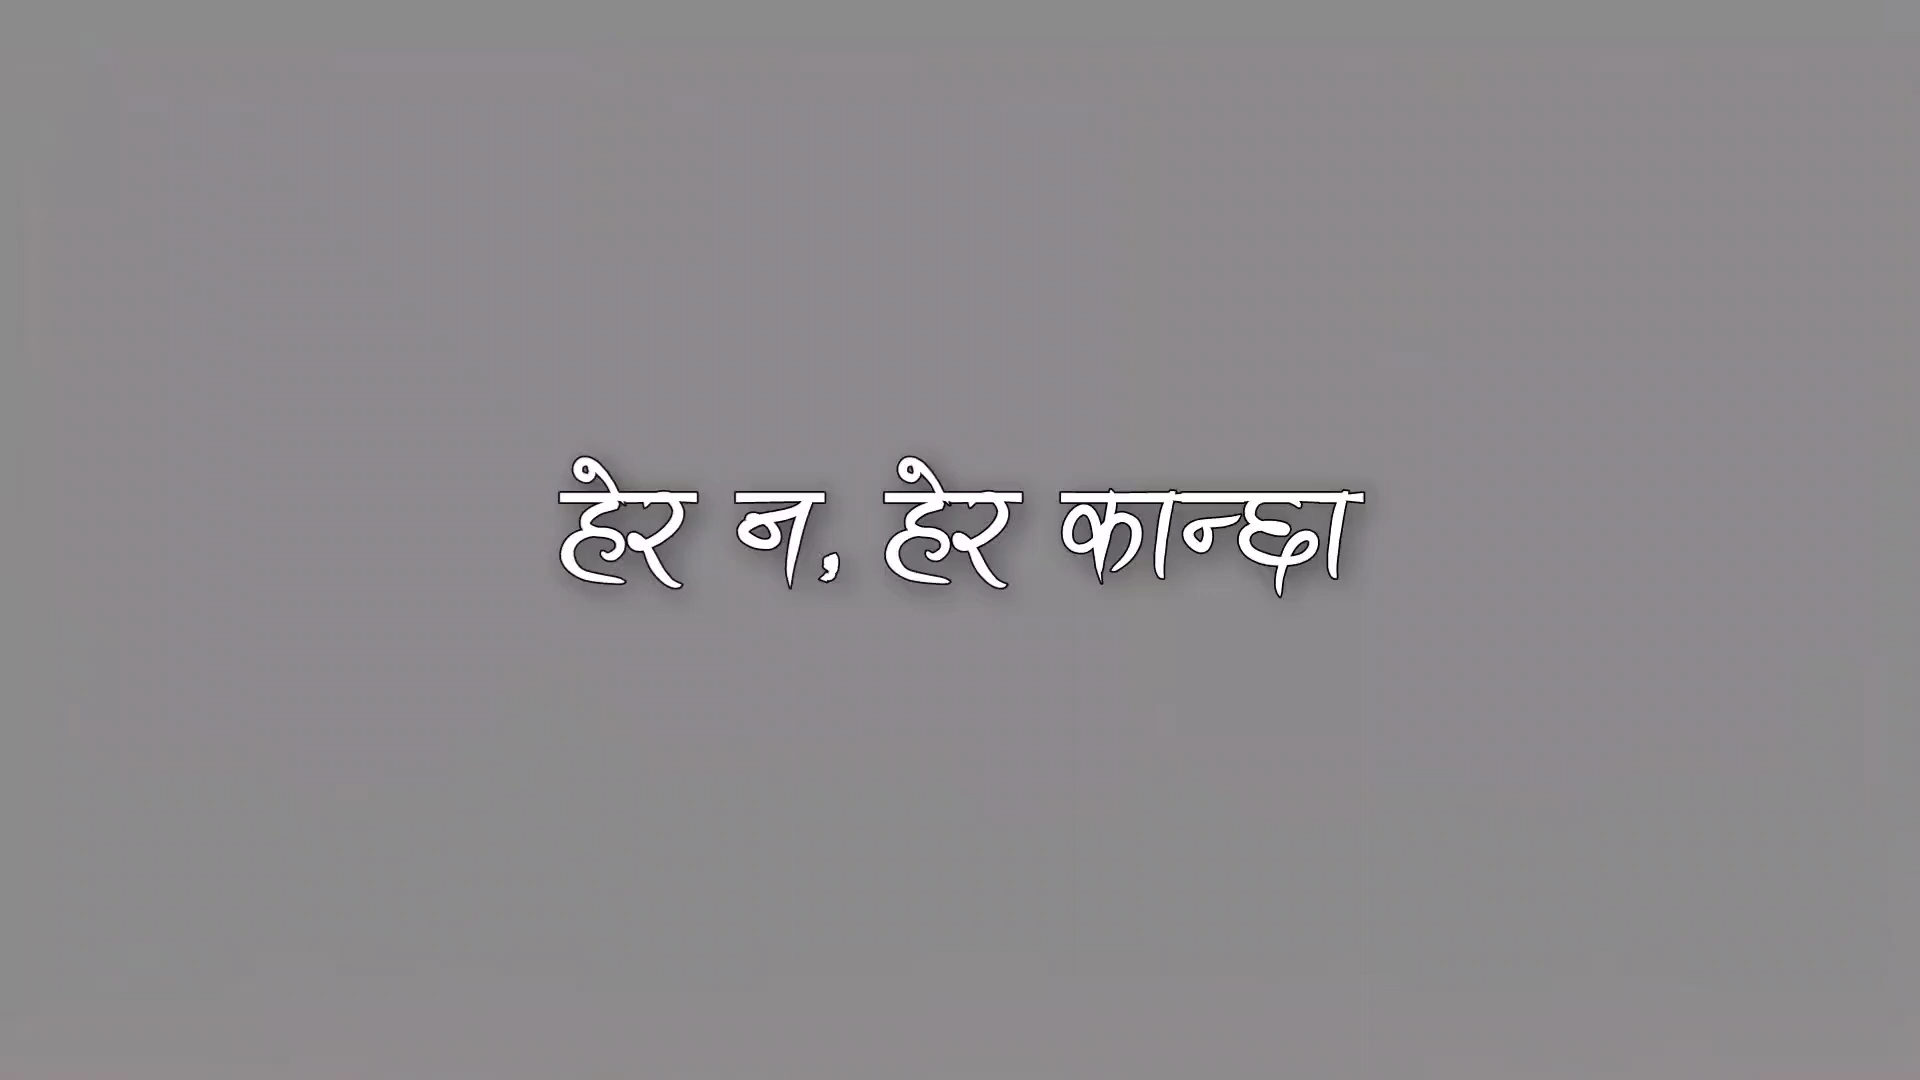 हेर न, हेर कान्छा